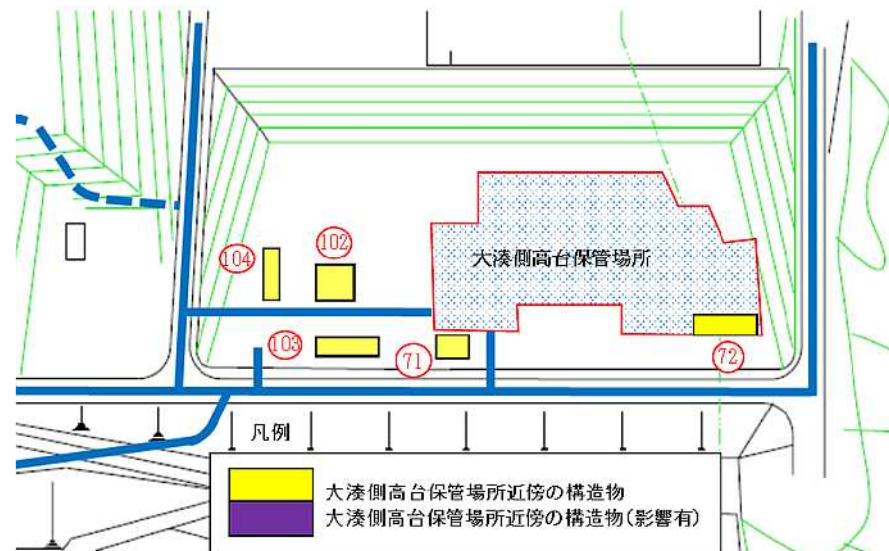 102
104
大湊側高台保管場所
103
71
72
凡例
大湊側高台保管場所近傍の構造物
大湊側高台保管場所近傍の構造物(影響有)